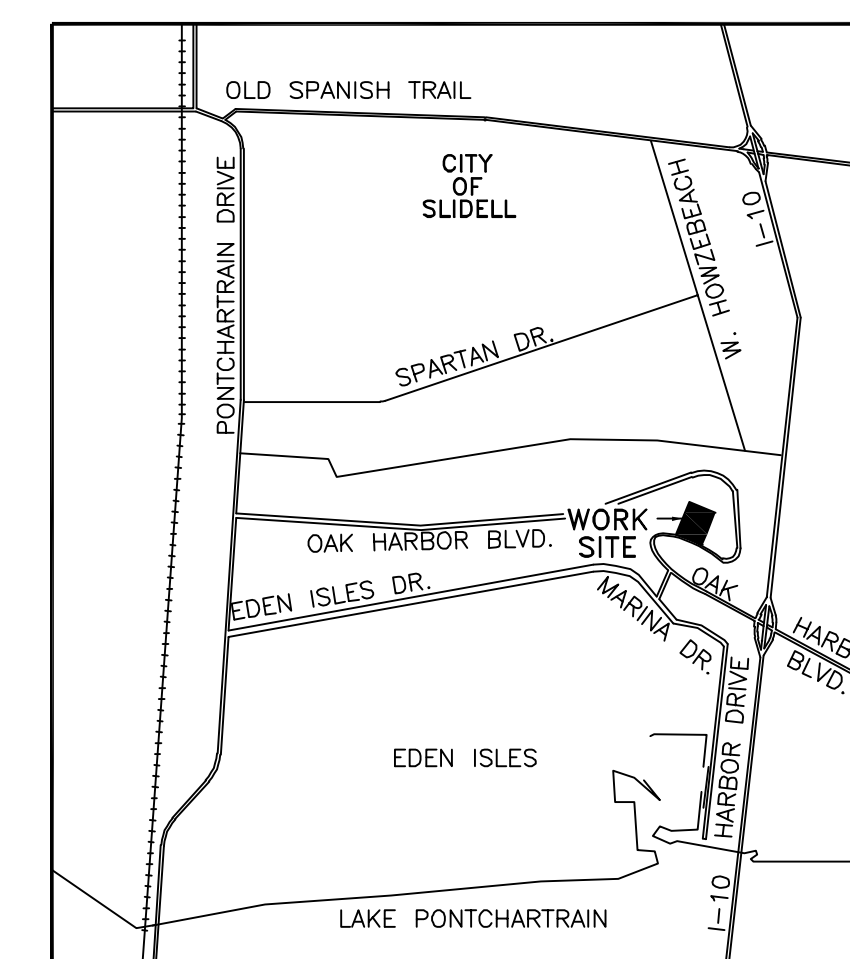 OLD SPANISH TRAIL
CITY
OF
SLIDELL
PONTCHARTRAIN DRIVE
W. HOWZEBEACH
I-10
SPARTAN DR.
WORK
SITE
OAK HARBOR BLVD.
EDEN ISLES DR.
OAK
HARB
BLVD.
MARINA DR.
HARBOR DRIVE
EDEN ISLES
I-10
LAKE PONTCHARTRAIN